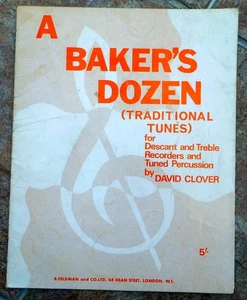 A
BAKER'S
DOZEN
(TRADITIONAL
TUNES)
for
Descant and Treble
Recorders and
Tuned Percussion
by
DAVID CLOVER
5/-
B. FELDMAN and CO. LTD. 64 DEAN STREET, LONDON, W.1.